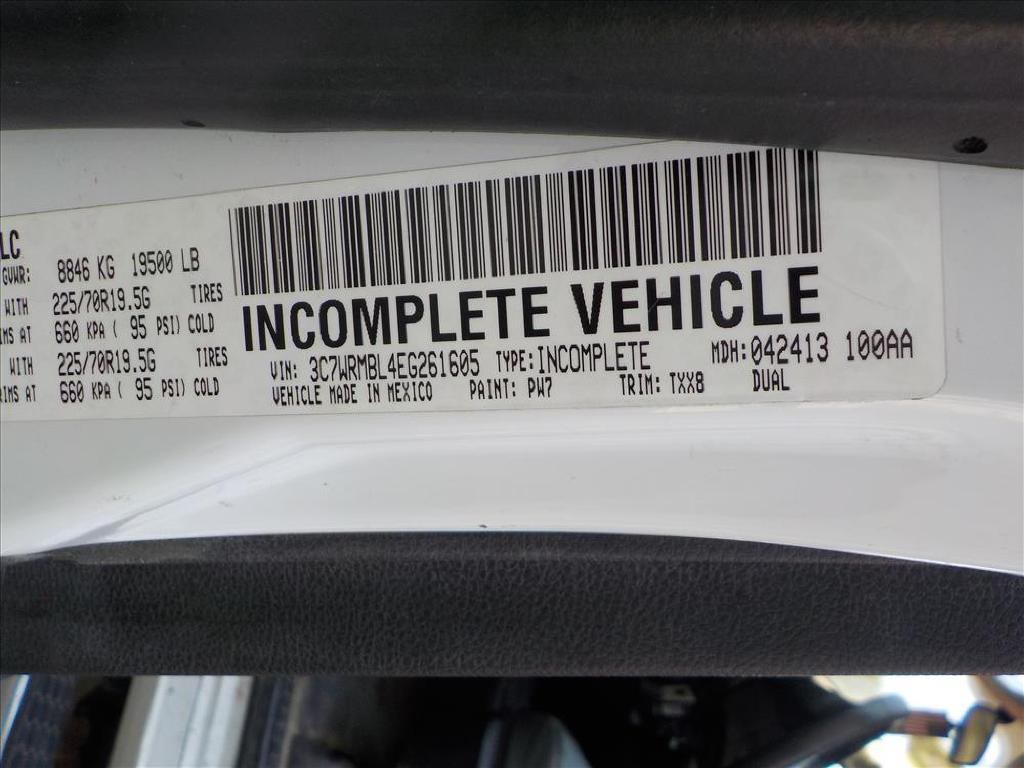 LC
GVWR: 8846 KG 19500 LB
WITH 225/70R19.5G TIRES
IMS AT 660 KPA ( 95 PSI) COLD
WITH 225/70R19.5G TIRES
RIMS AT 660 KPA ( 95 PSI) COLD
INCOMPLETE VEHICLE
VIN: 3C7WRMBL4EG261605 TYPE: INCOMPLETE MDH: 042413 100AA
VEHICLE MADE IN MEXICO PAINT: PW7 TRIM: TXX8 DUAL